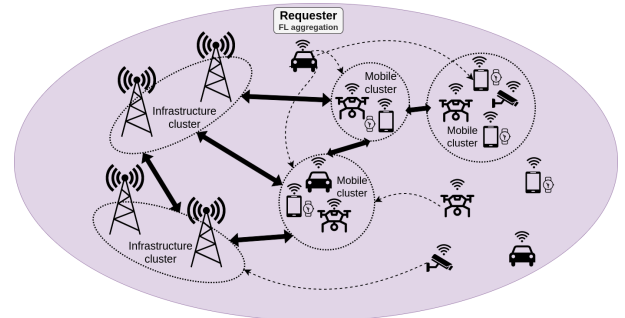 Requester
FL aggregation
Mobile
cluster
Infrastructure
cluster
Mobile
cluster
Mobile
cluster
Infrastructure
cluster